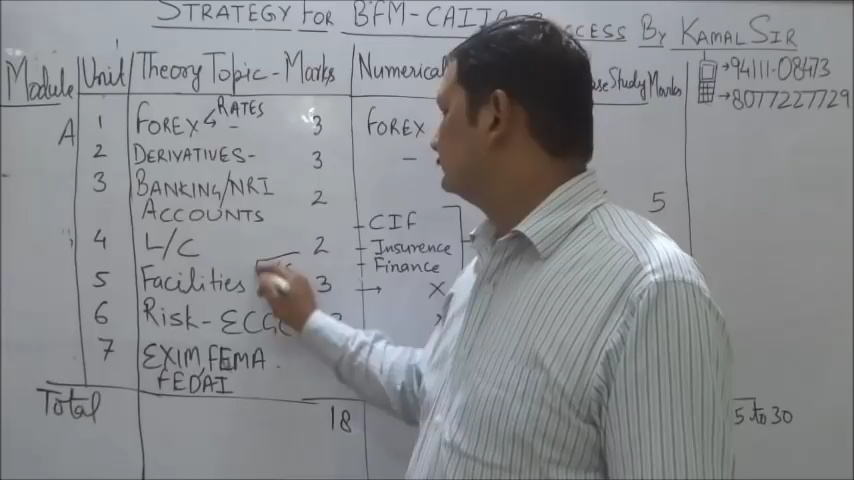 STRATEGY FOR BFM-CAIIB SUCCESS BY KAMAL SIR
Module Unit Theory Topic - Marks Numerical Case Study Marks
→94111-08473
→8077227729
A 1 FOREX ↳ RATES - 3 FOREX
2 DERIVATIVES- 3 -
3 BANKING/NRI ACCOUNTS 2
5
4 L/C 2
- CIF
- Insurence
- Finance
5 Facilities 3 → X
6 Risk - ECGC
7 EXIM, FEMA
FEDAI
Total 18 5 to 30